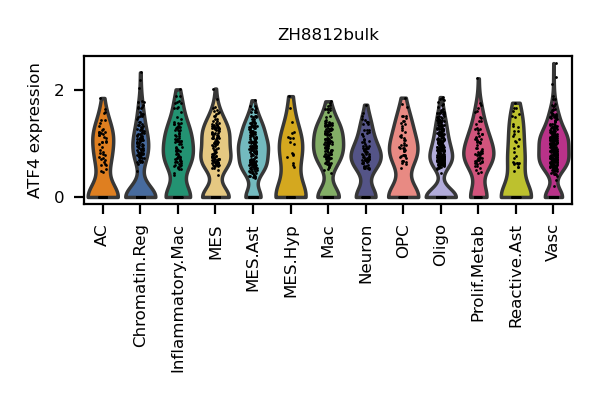 ZH8812bulk
ATF4 expression
2
0
AC
Chromatin.Reg
Inflammatory.Mac
MES
MES.Ast
MES.Hyp
Mac
Neuron
OPC
Oligo
Prolif.Metab
Reactive.Ast
Vasc